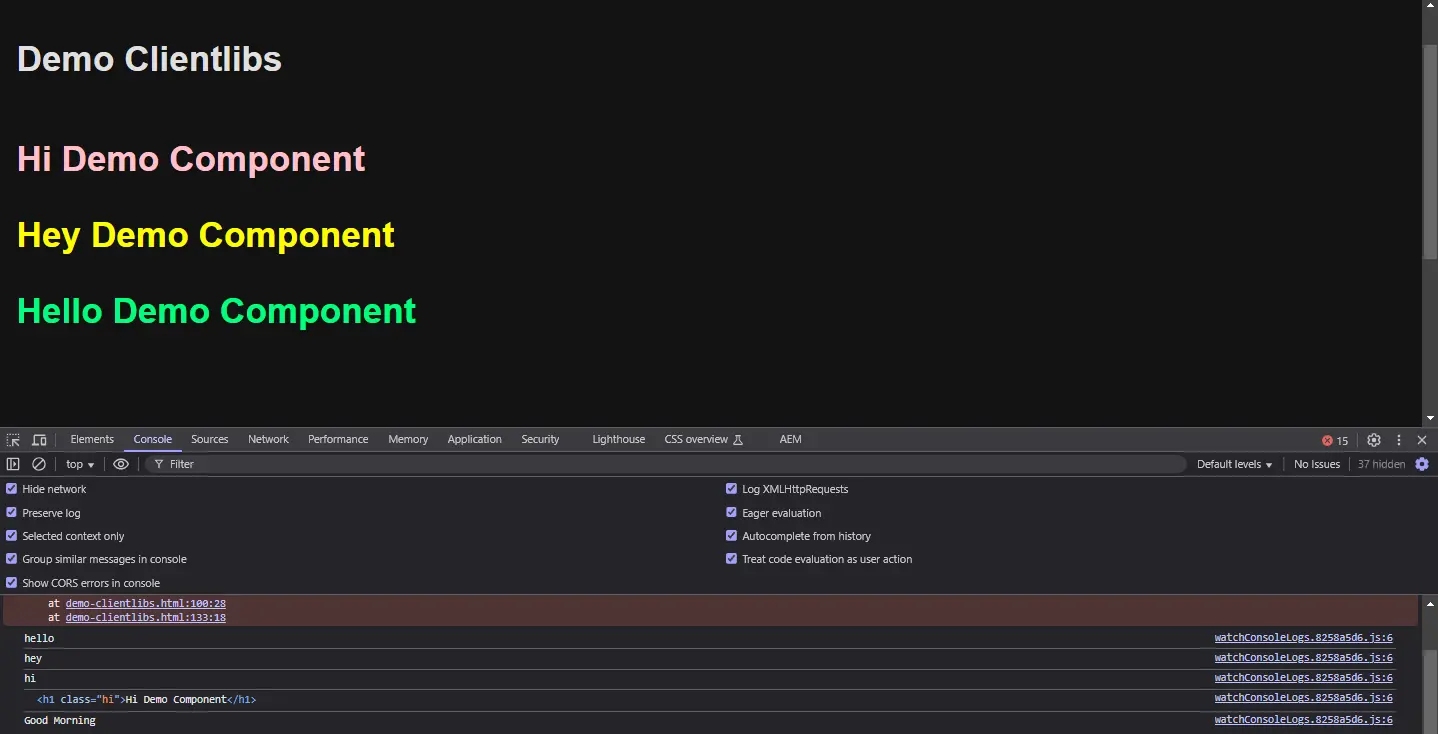 Demo Clientlibs
Hi Demo Component
Hey Demo Component
Hello Demo Component
Elements Console Sources Network Performance Memory Application Security Lighthouse CSS overview AEM 15
top Filter Default levels No Issues 37 hidden
Hide network Log XMLHttpRequests
Preserve log Eager evaluation
Selected context only Autocomplete from history
Group similar messages in console Treat code evaluation as user action
Show CORS errors in console
at demo-clientlibs.html:100:28
at demo-clientlibs.html:133:18
hello watchConsoleLogs.8258a5d6.js:6
hey watchConsoleLogs.8258a5d6.js:6
hi watchConsoleLogs.8258a5d6.js:6
<h1 class="hi">Hi Demo Component</h1> watchConsoleLogs.8258a5d6.js:6
Good Morning watchConsoleLogs.8258a5d6.js:6